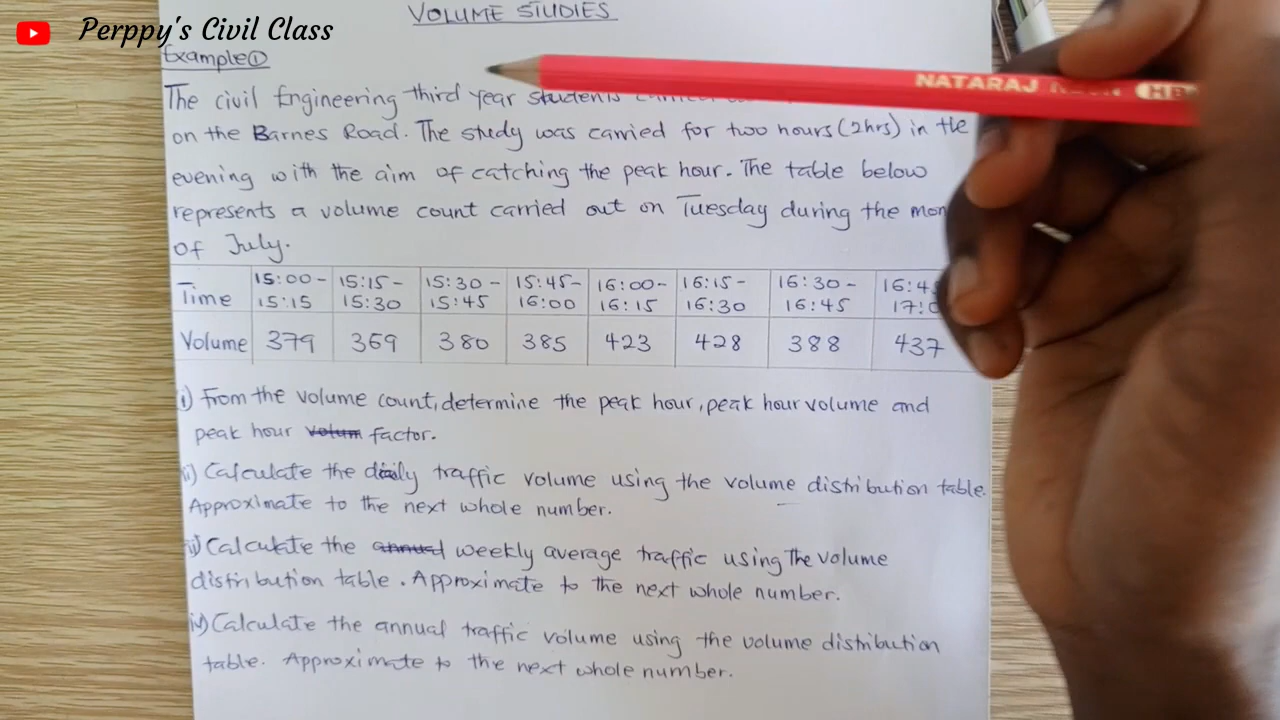 VOLUME STUDIES
Perppy's Civil Class
Example ①
NATARAJ HB
The civil Engineering third year students
on the Barnes Road. The study was carried for two hours (2hrs) in the
evening with the aim of catching the peak hour. The table below
represents a volume count carried out on Tuesday during the mon
of July.
Time 15:00 - 15:15 - 15:30 - 15:45- 16:00- 16:15 - 16:30 - 16:4
15:15 15:30 15:45 16:00 16:15 16:30 16:45 17:0
Volume 379 369 380 385 423 428 388 437
i) From the volume count, determine the peak hour, peak hour volume and
peak hour volum factor.
ii) Calculate the daily traffic volume using the volume distribution table.
Approximate to the next whole number.
iii) Calculate the annual weekly average traffic using the volume
distribution table. Approximate to the next whole number.
iv) Calculate the annual traffic volume using the volume distribution
table. Approximate to the next whole number.